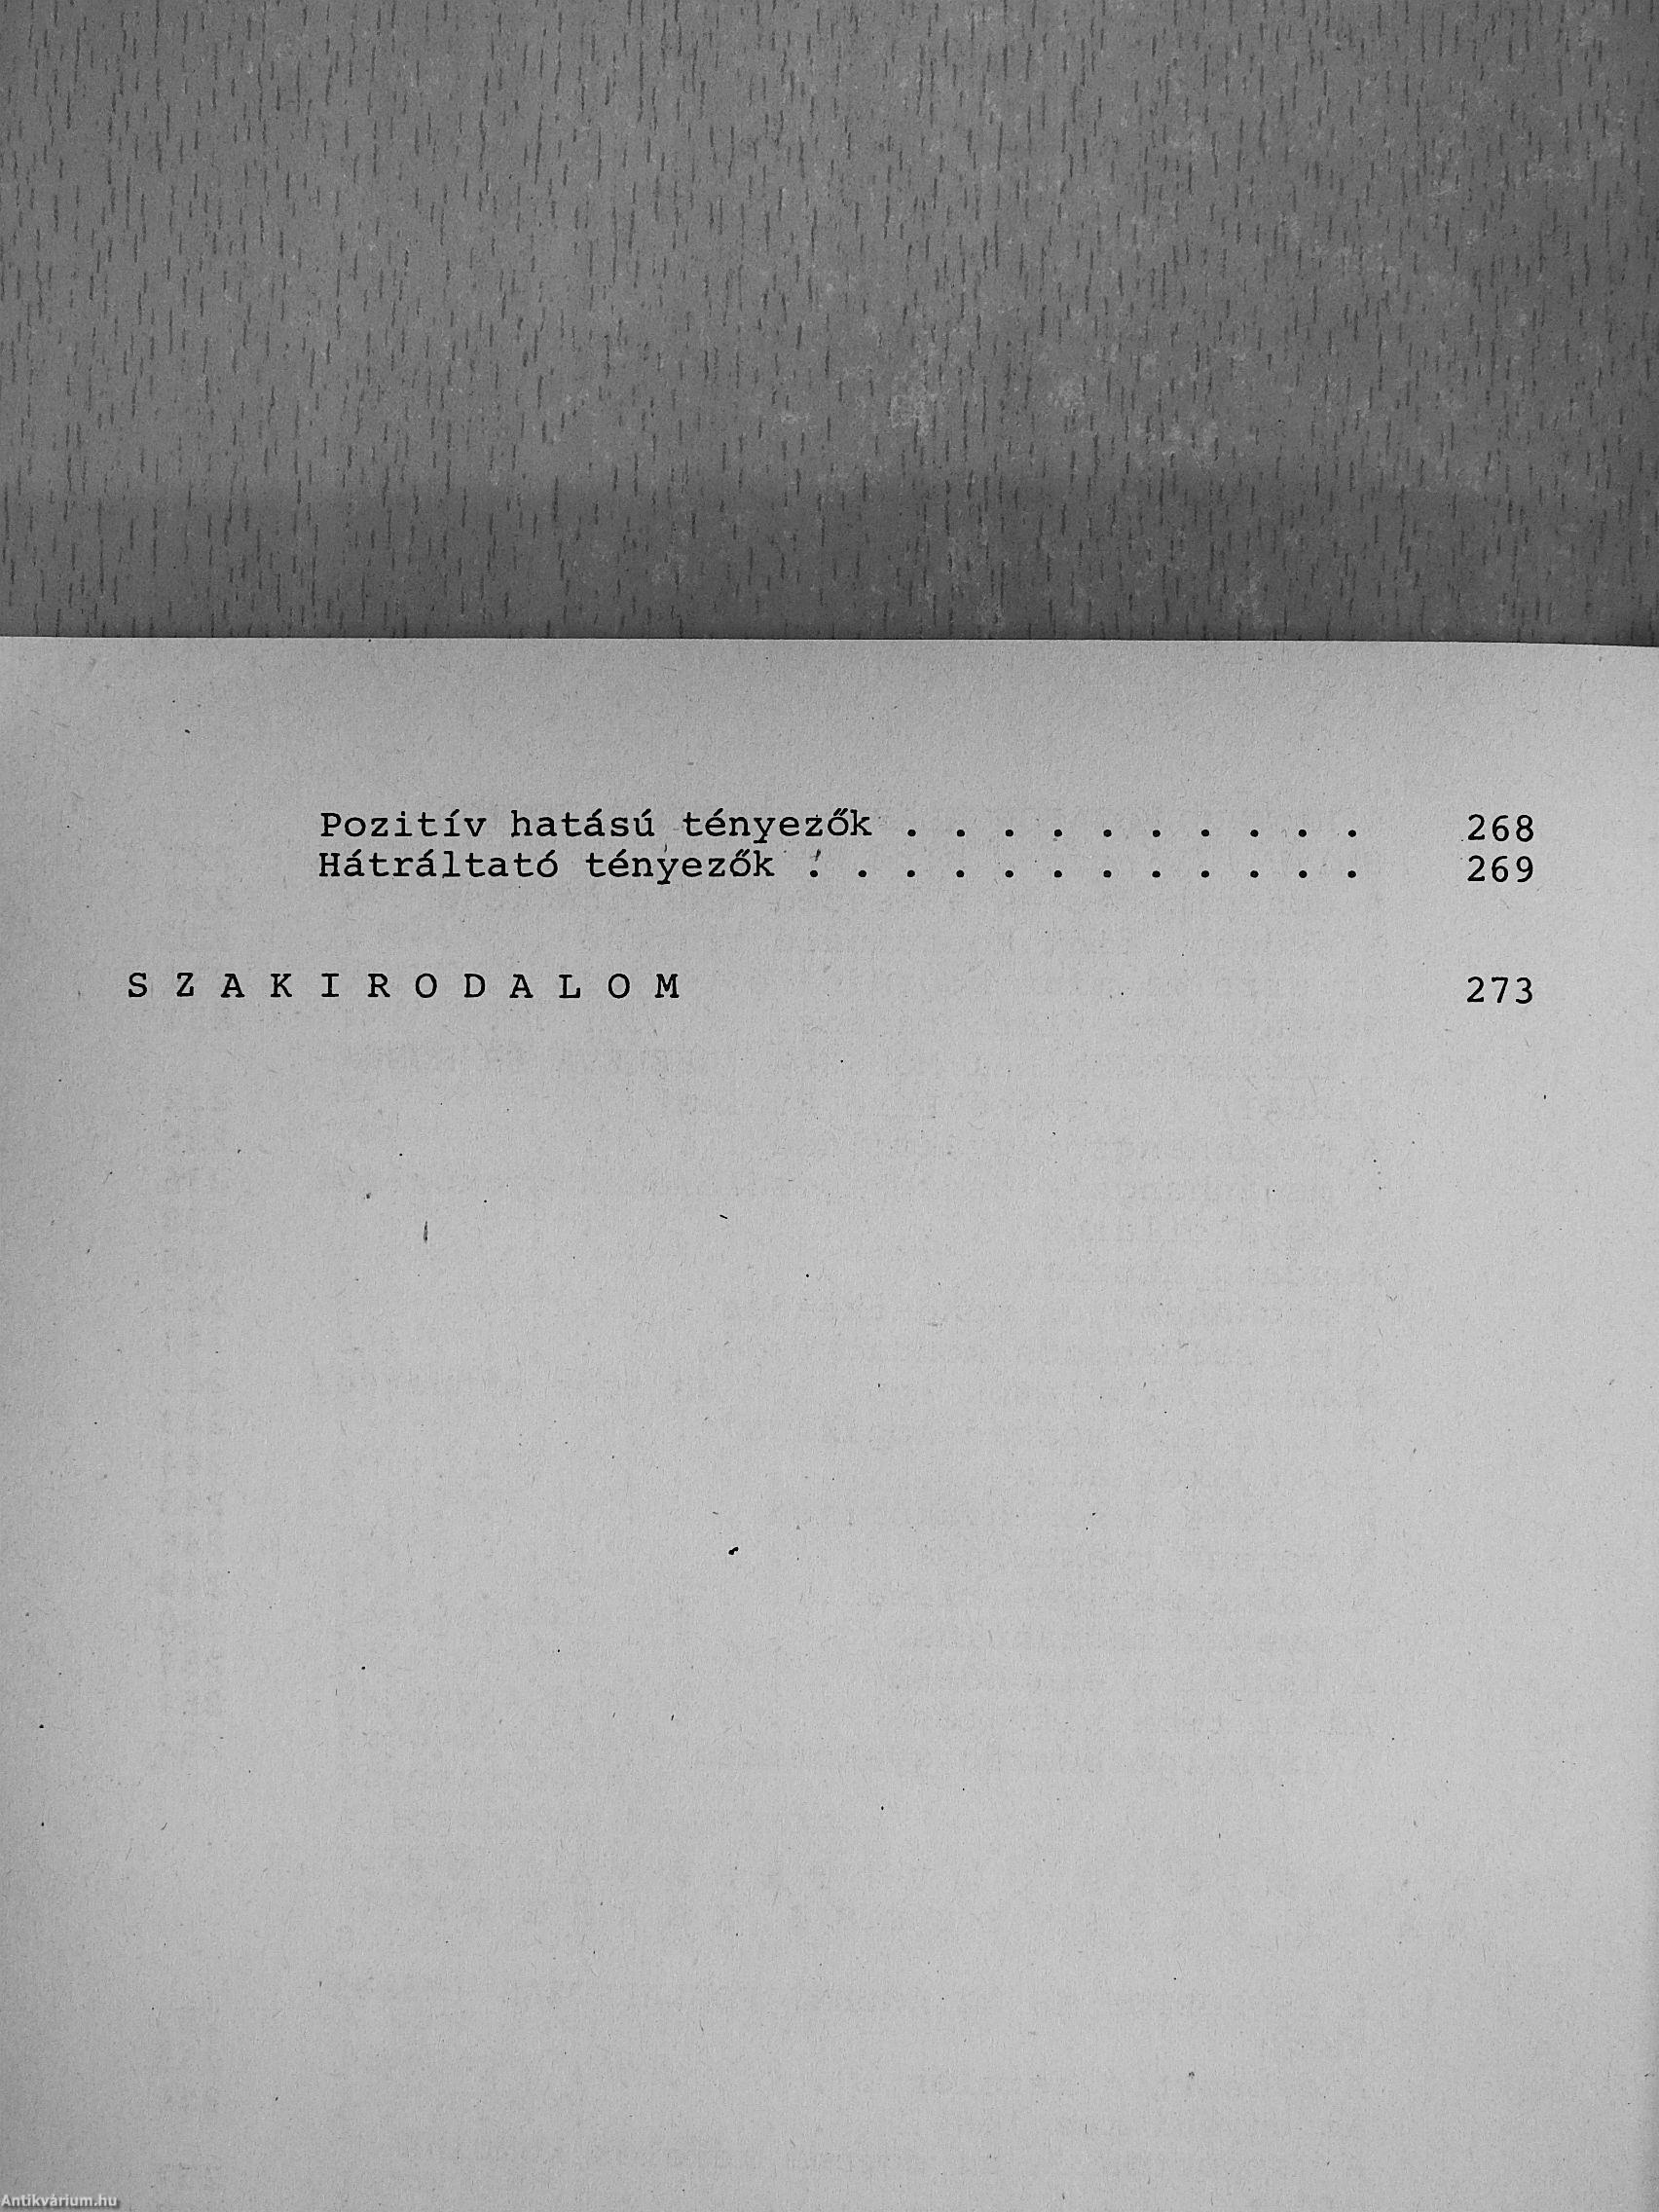 Pozitív hatású tényezők . . . . . . . . . . 268
Hátráltató tényezők . . . . . . . . . . . . 269
S Z A K I R O D A L O M 273
Antikvárium.hu